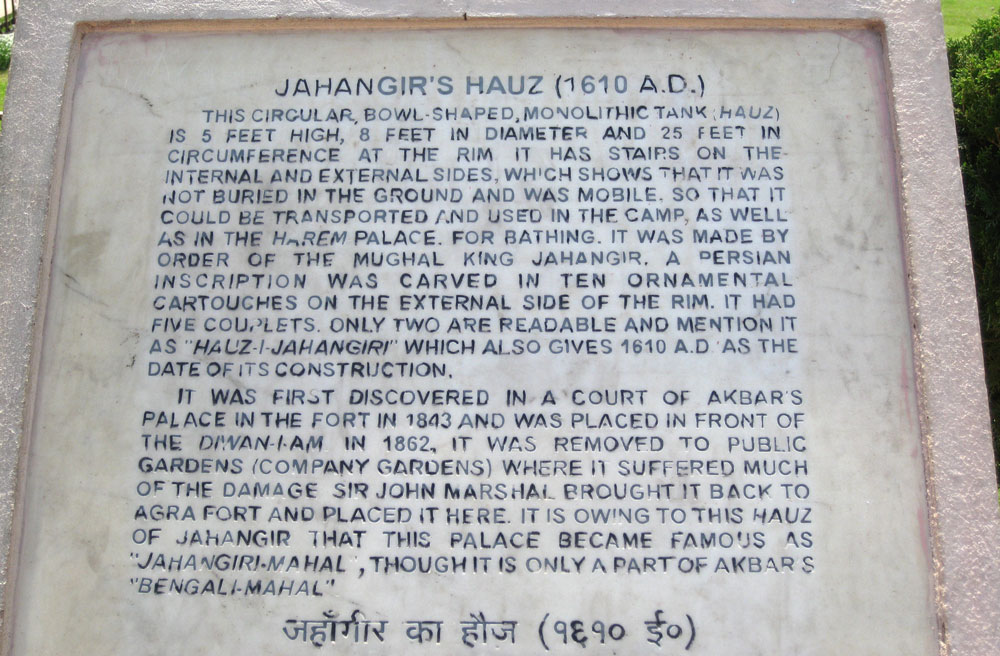 JAHANGIR'S HAUZ (1610 A.D.)
THIS CIRCULAR, BOWL-SHAPED, MONOLITHIC TANK (HAUZ)
IS 5 FEET HIGH, 8 FEET IN DIAMETER AND 25 FEET IN
CIRCUMFERENCE AT THE RIM IT HAS STAIRS ON THE
INTERNAL AND EXTERNAL SIDES, WHICH SHOWS THAT IT WAS
NOT BURIED IN THE GROUND AND WAS MOBILE. SO THAT IT
COULD BE TRANSPORTED AND USED IN THE CAMP, AS WELL
AS IN THE HAREM PALACE. FOR BATHING. IT WAS MADE BY
ORDER OF THE MUGHAL KING JAHANGIR. A PERSIAN
INSCRIPTION WAS CARVED IN TEN ORNAMENTAL
CARTOUCHES ON THE EXTERNAL SIDE OF THE RIM. IT HAD
FIVE COUPLETS. ONLY TWO ARE READABLE AND MENTION IT
AS "HAUZ-I-JAHANGIRI" WHICH ALSO GIVES 1610 A.D. AS THE
DATE OF ITS CONSTRUCTION.
IT WAS FIRST DISCOVERED IN A COURT OF AKBAR'S
PALACE IN THE FORT IN 1843 AND WAS PLACED IN FRONT OF
THE DIWAN-I-AM IN 1862, IT WAS REMOVED TO PUBLIC
GARDENS (COMPANY GARDENS) WHERE IT SUFFERED MUCH
OF THE DAMAGE SIR JOHN MARSHAL BROUGHT IT BACK TO
AGRA FORT AND PLACED IT HERE. IT IS OWING TO THIS HAUZ
OF JAHANGIR THAT THIS PALACE BECAME FAMOUS AS
"JAHANGIRI-MAHAL", THOUGH IT IS ONLY A PART OF AKBAR'S
"BENGALI-MAHAL"
जहाँगीर का हौज़ (१६१० ई०)